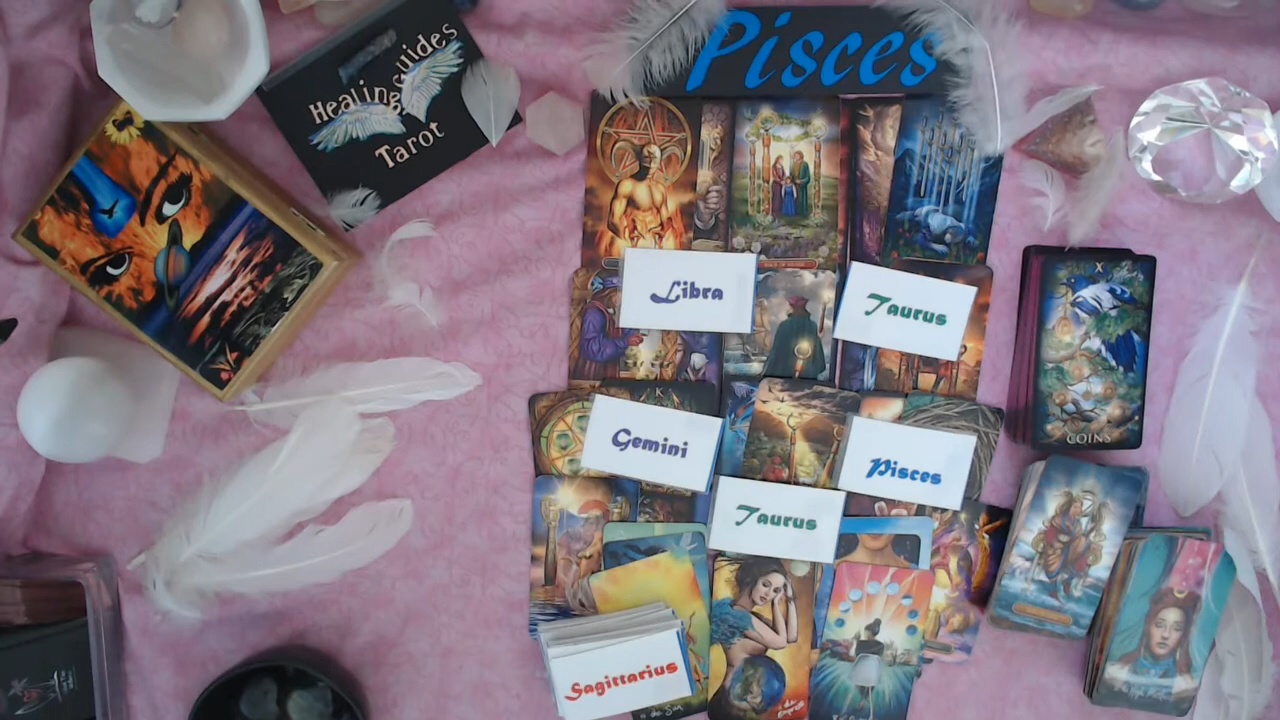 Pisces
Healing Guides
Tarot
Libra
Taurus
X
COINS
K
Gemini
Pisces
Taurus
Sagittarius